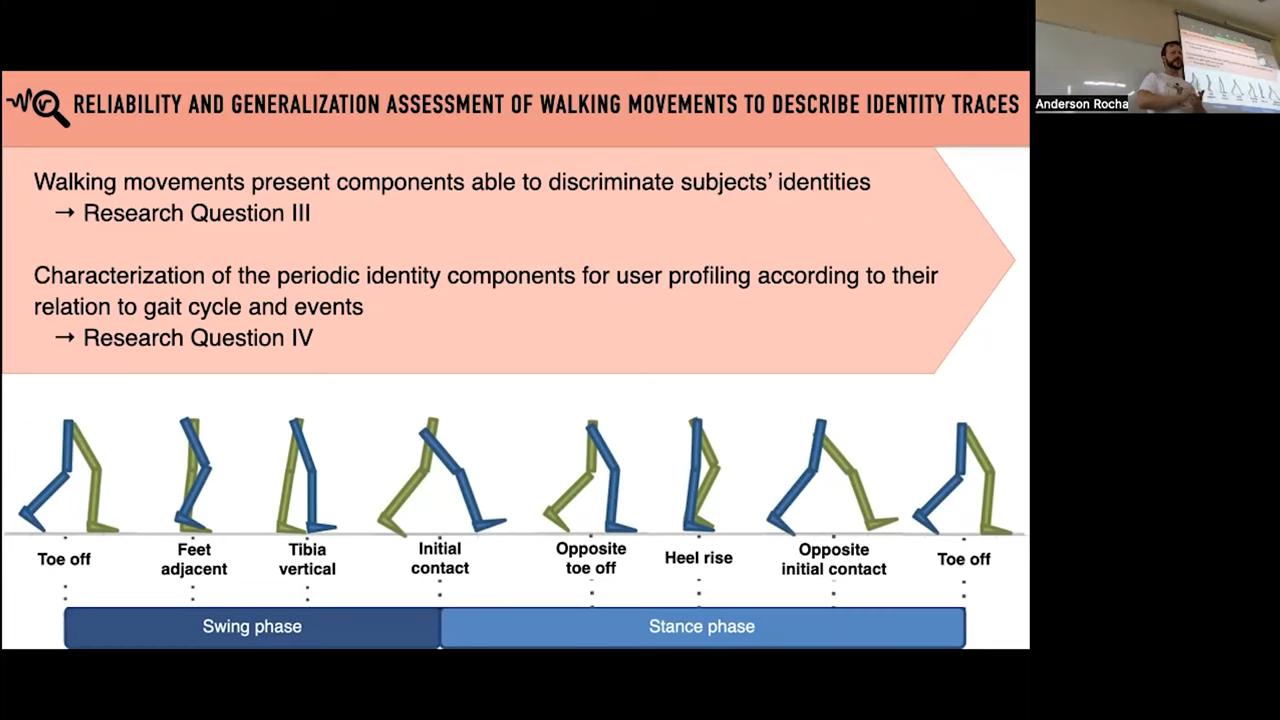 RELIABILITY AND GENERALIZATION ASSESSMENT OF WALKING MOVEMENTS TO DESCRIBE IDENTITY TRACES
Anderson Rocha
Walking movements present components able to discriminate subjects' identities
→ Research Question III
Characterization of the periodic identity components for user profiling according to their
relation to gait cycle and events
→ Research Question IV
Toe off
Feet
adjacent
Tibia
vertical
Initial
contact
Opposite
toe off
Heel rise
Opposite
initial contact
Toe off
Swing phase
Stance phase